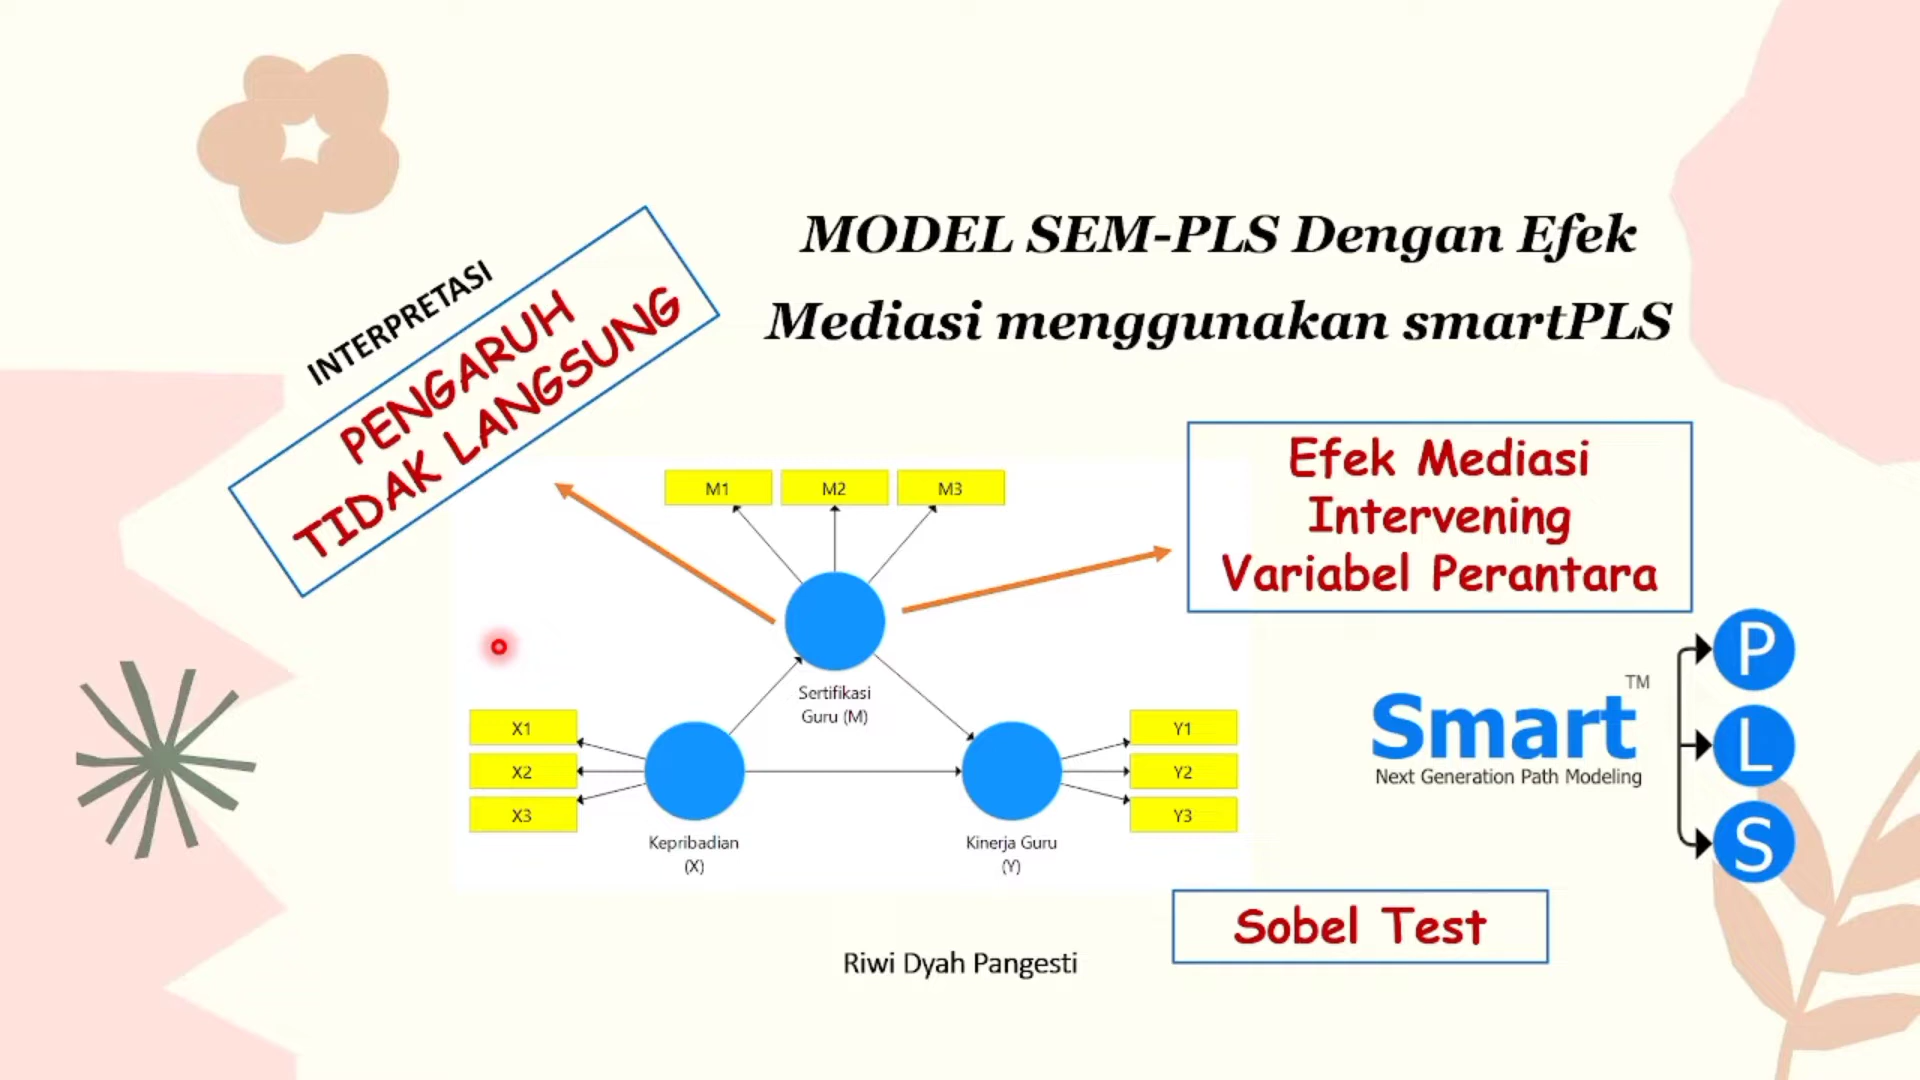 MODEL SEM-PLS Dengan Efek
Mediasi menggunakan smartPLS
INTERPRETASI
PENGARUH
TIDAK LANGSUNG
Efek Mediasi
Intervening
Variabel Perantara
M1
M2
M3
Sertifikasi
Guru (M)
X1
X2
X3
Kepribadian
(X)
Kinerja Guru
(Y)
Y1
Y2
Y3
Smart™
Next Generation Path Modeling
P
L
S
Sobel Test
Riwi Dyah Pangesti